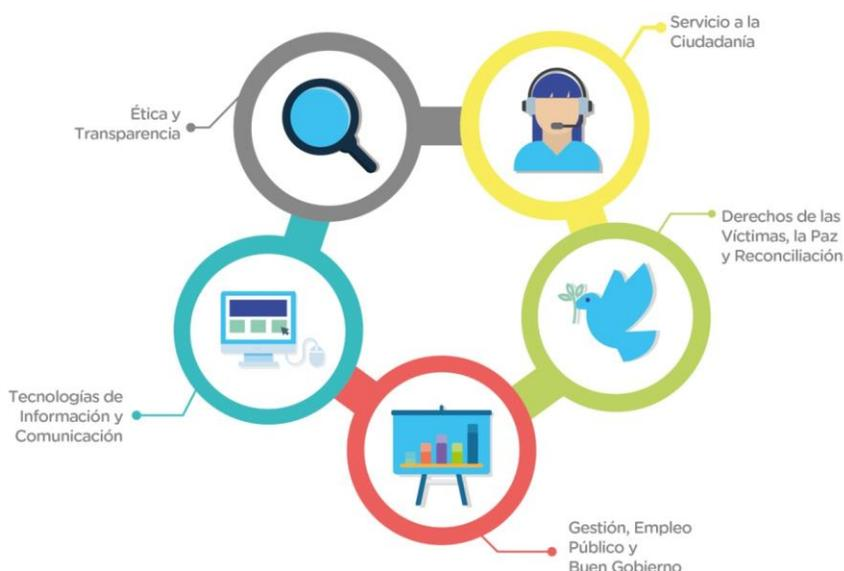 Servicio a la
Ciudadanía
Ética y
Transparencia
Derechos de las
Víctimas, la Paz
y Reconciliación
Tecnologías de
Información y
Comunicación
Gestión, Empleo
Público y
Buen Gobierno